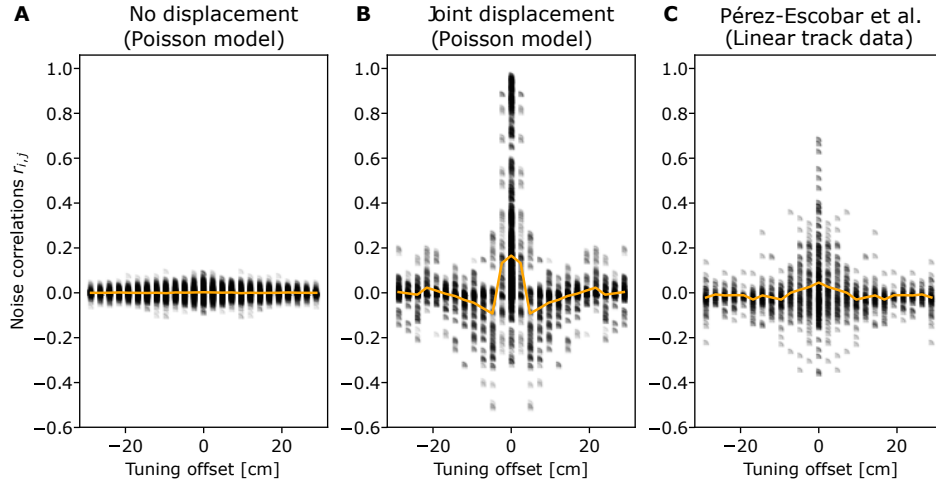 A
No displacement
(Poisson model)
B
Joint displacement
(Poisson model)
C
Pérez-Escobar et al.
(Linear track data)
Noise correlations r_{i,j}
1.0
0.8
0.6
0.4
0.2
0.0
−0.2
−0.4
−0.6
−20
0
20
Tuning offset [cm]
1.0
0.8
0.6
0.4
0.2
0.0
−0.2
−0.4
−0.6
−20
0
20
Tuning offset [cm]
1.0
0.8
0.6
0.4
0.2
0.0
−0.2
−0.4
−0.6
−20
0
20
Tuning offset [cm]